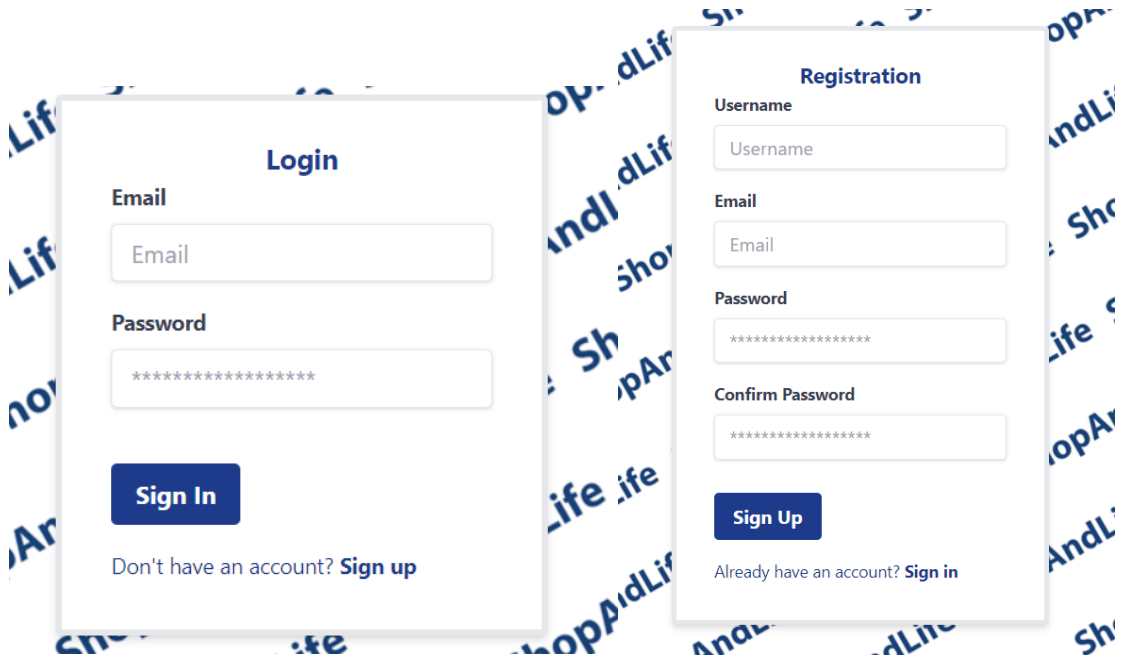 Login
Email
Email
Password
******************
Sign In
Don't have an account? Sign up
Registration
Username
Username
Email
Email
Password
******************
Confirm Password
******************
Sign Up
Already have an account? Sign in